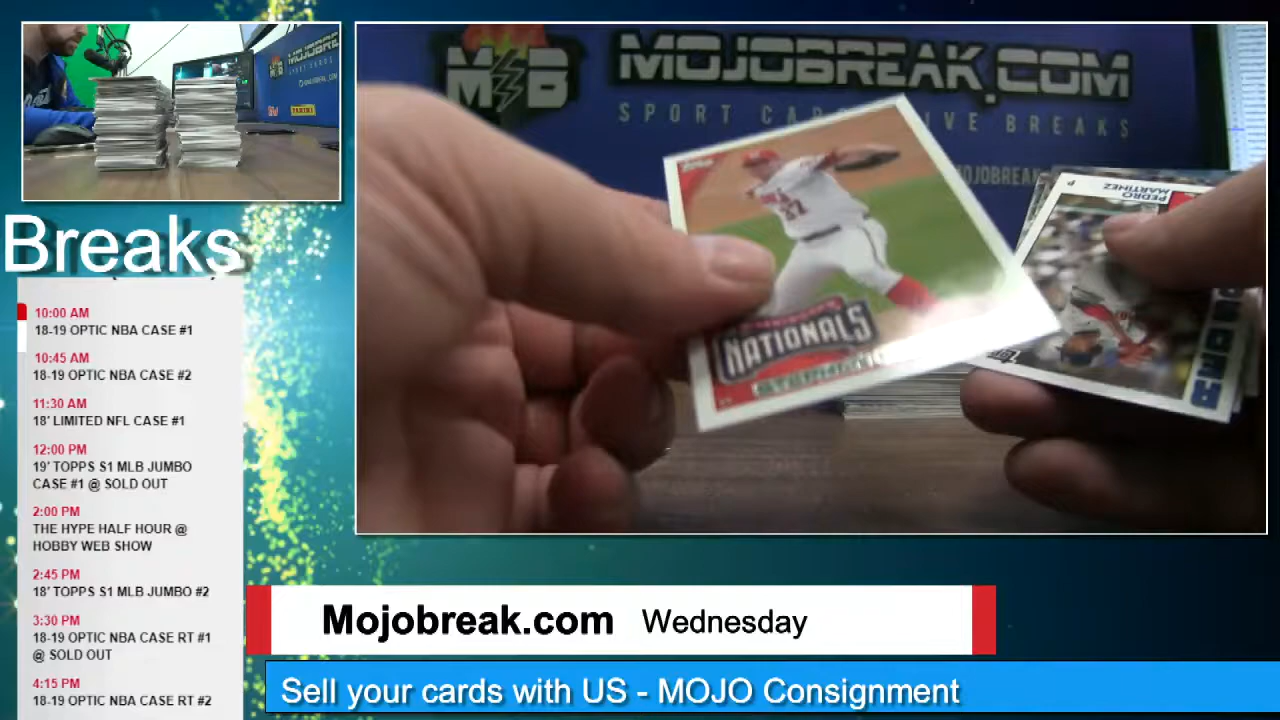 MB
MOJOBREAK.COM
SPORT
IVE BREAKS
MOJOBREAK
Topps
37
NATIONALS
PEDRO
MARTINEZ
Breaks
10:00 AM
18-19 OPTIC NBA CASE #1
10:45 AM
18-19 OPTIC NBA CASE #2
11:30 AM
18' LIMITED NFL CASE #1
12:00 PM
19' TOPPS S1 MLB JUMBO
CASE #1 @ SOLD OUT
2:00 PM
THE HYPE HALF HOUR @
HOBBY WEB SHOW
2:45 PM
18' TOPPS S1 MLB JUMBO #2
3:30 PM
18-19 OPTIC NBA CASE RT #1
@ SOLD OUT
4:15 PM
18-19 OPTIC NBA CASE RT #2
Mojobreak.com Wednesday
Sell your cards with US - MOJO Consignment